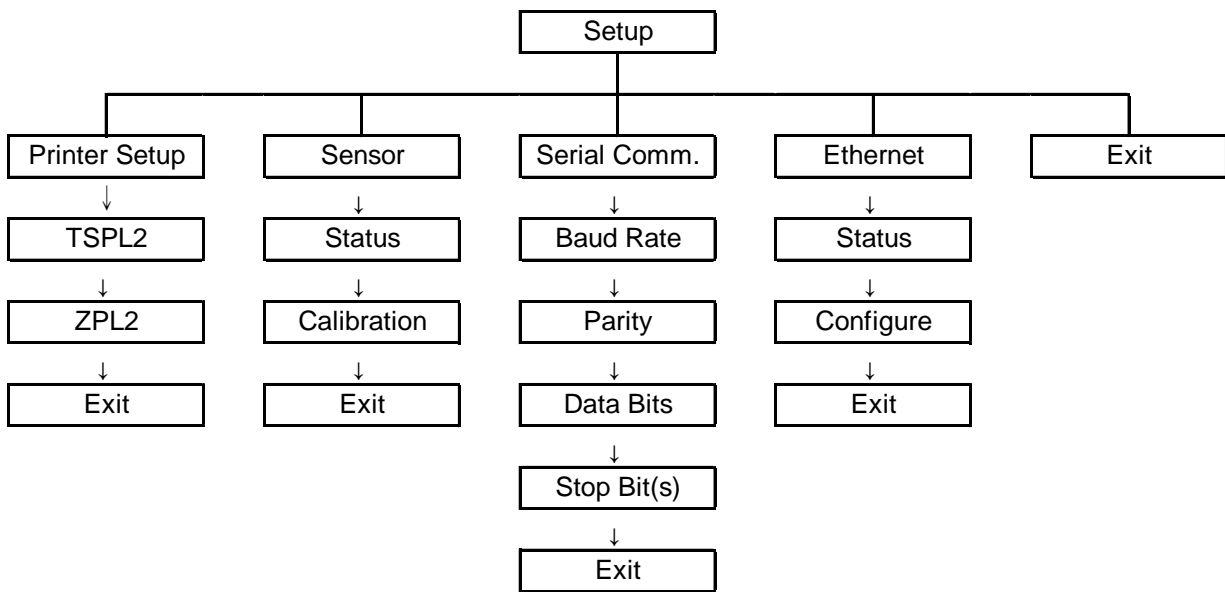 Setup
Printer Setup
Sensor
Serial Comm.
Ethernet
Exit
TSPL2
Status
Baud Rate
Status
ZPL2
Calibration
Parity
Configure
Exit
Exit
Data Bits
Exit
Stop Bit(s)
Exit